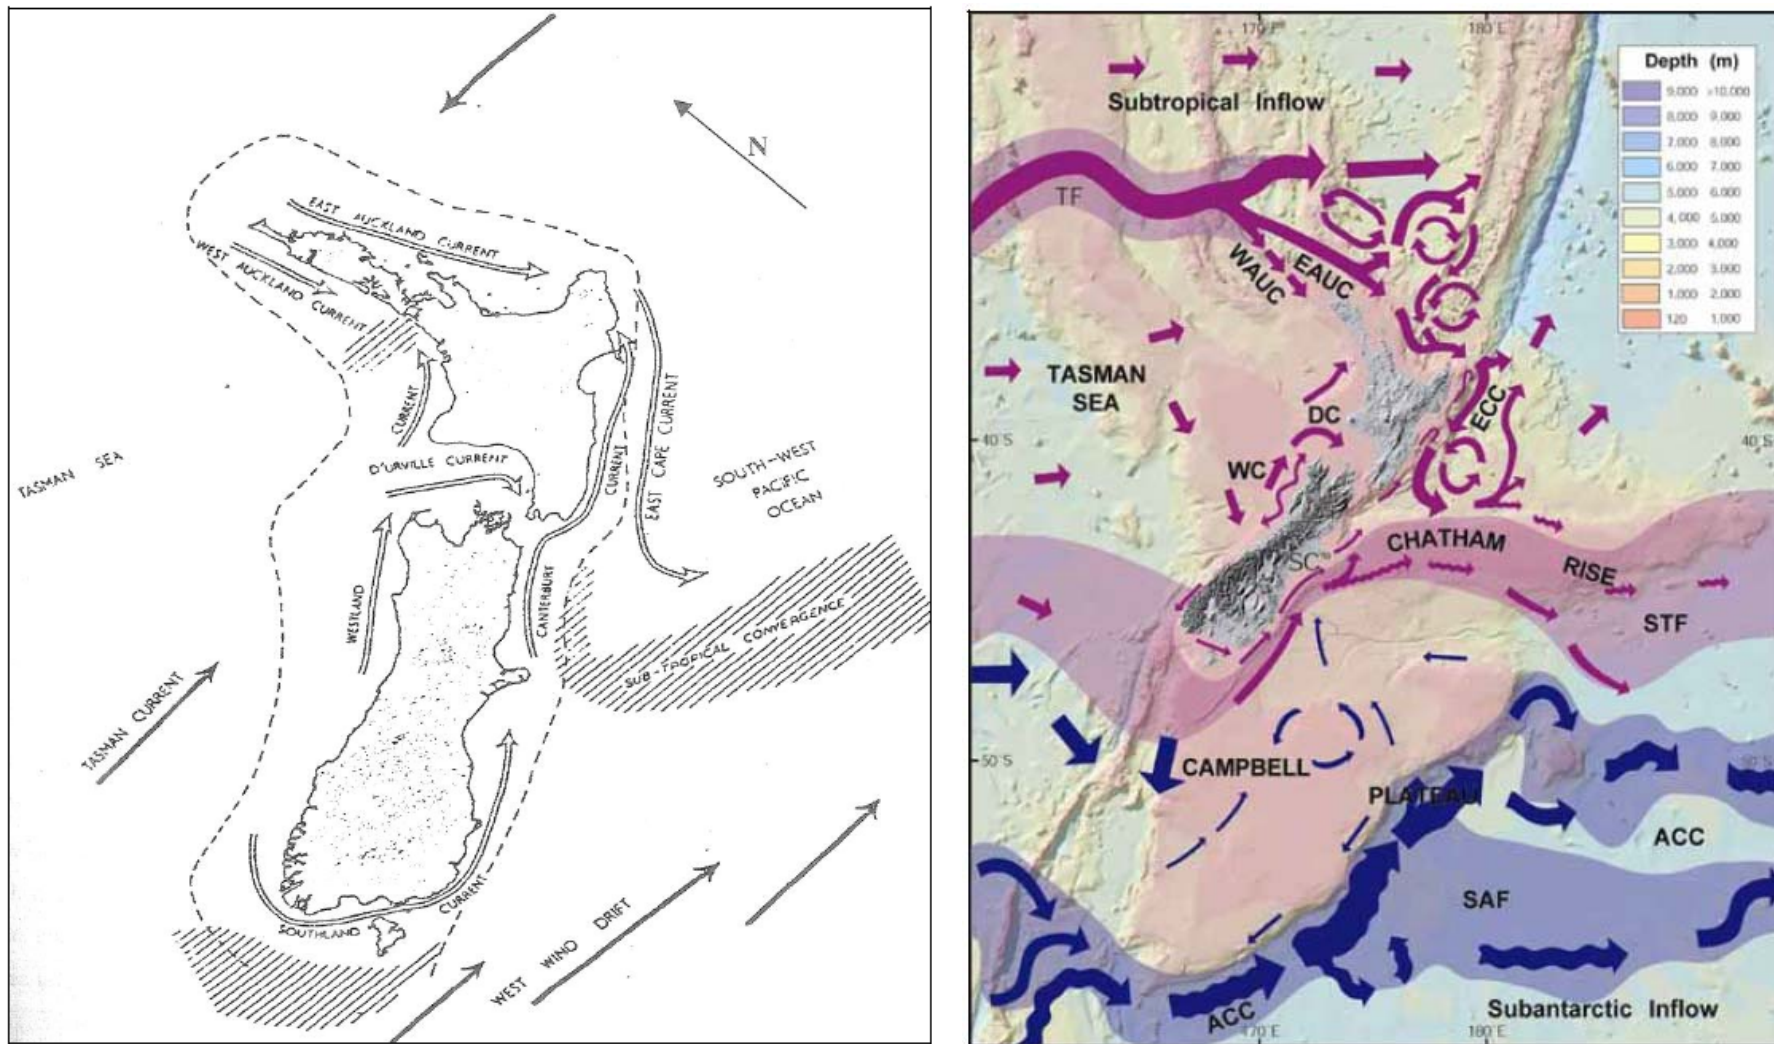 N
EAST AUCKLAND CURRENT
WEST AUCKLAND CURRENT
CURRENT
D'URVILLE CURRENT
TASMAN SEA
EAST CAPE CURRENT
CURRENT
SOUTH-WEST
PACIFIC
OCEAN
WESTLAND
CANTERBURY
SUB-TROPICAL CONVERGENCE
TASMAN CURRENT
SOUTHLAND
CURRENT
WEST WIND DRIFT
170°E
180°E
Subtropical Inflow
Depth (m)
9,000 >10,000
8,000 9,000
7,000 8,000
6,000 7,000
5,000 6,000
4,000 5,000
3,000 4,000
2,000 3,000
1,000 2,000
120 1,000
TF
WAUC
EAUC
TASMAN
SEA
DC
ECC
40°S
40°S
WC
CHATHAM
RISE
SC
STF
50°S
50°S
CAMPBELL
PLATEAU
ACC
SAF
ACC
Subantarctic Inflow
170°E
180°E